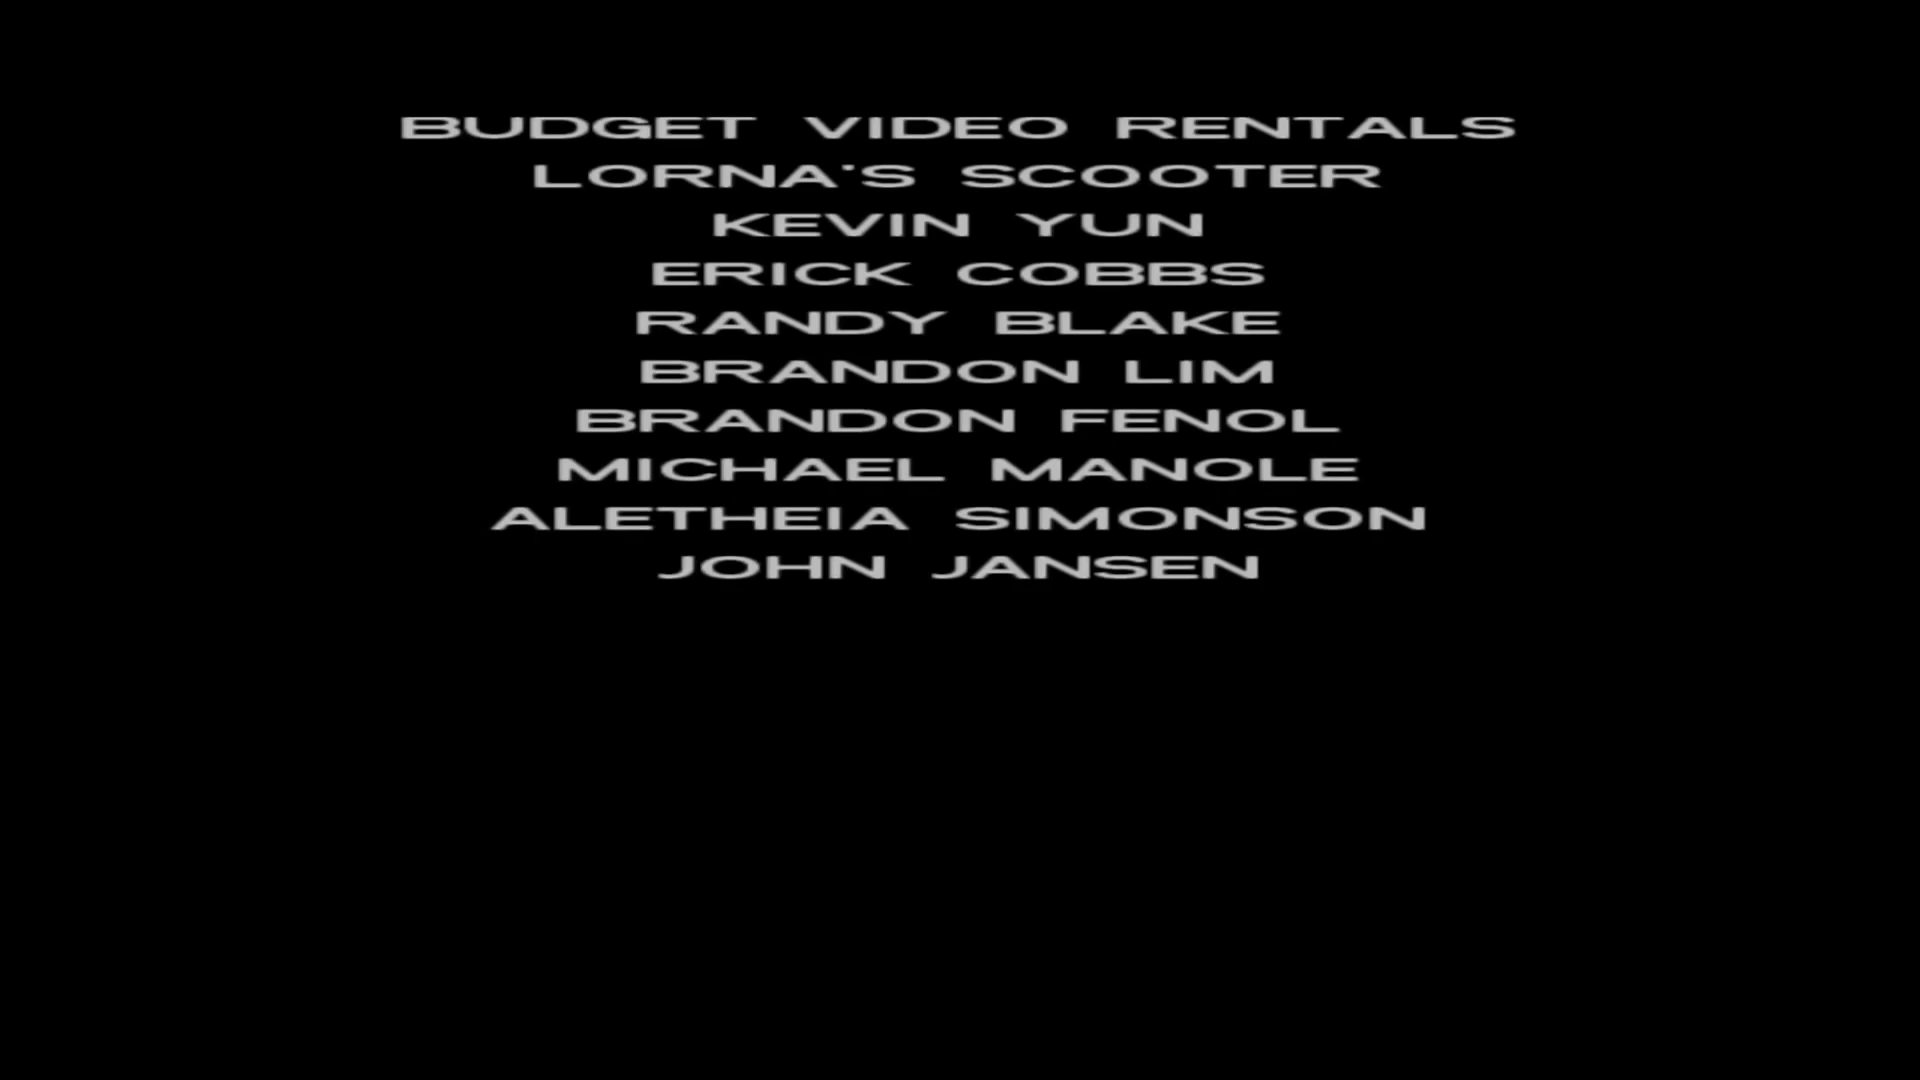 BUDGET VIDEO RENTALS
LORNA'S SCOOTER
KEVIN YUN
ERICK COBBS
RANDY BLAKE
BRANDON LIM
BRANDON FENOL
MICHAEL MANOLE
ALETHEIA SIMONSON
JOHN JANSEN